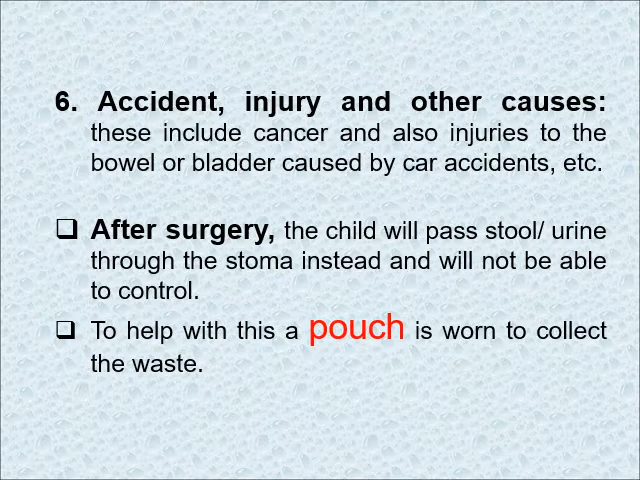 6. Accident, injury and other causes:
these include cancer and also injuries to the
bowel or bladder caused by car accidents, etc.
❑ After surgery, the child will pass stool/ urine
through the stoma instead and will not be able
to control.
❑ To help with this a pouch is worn to collect
the waste.